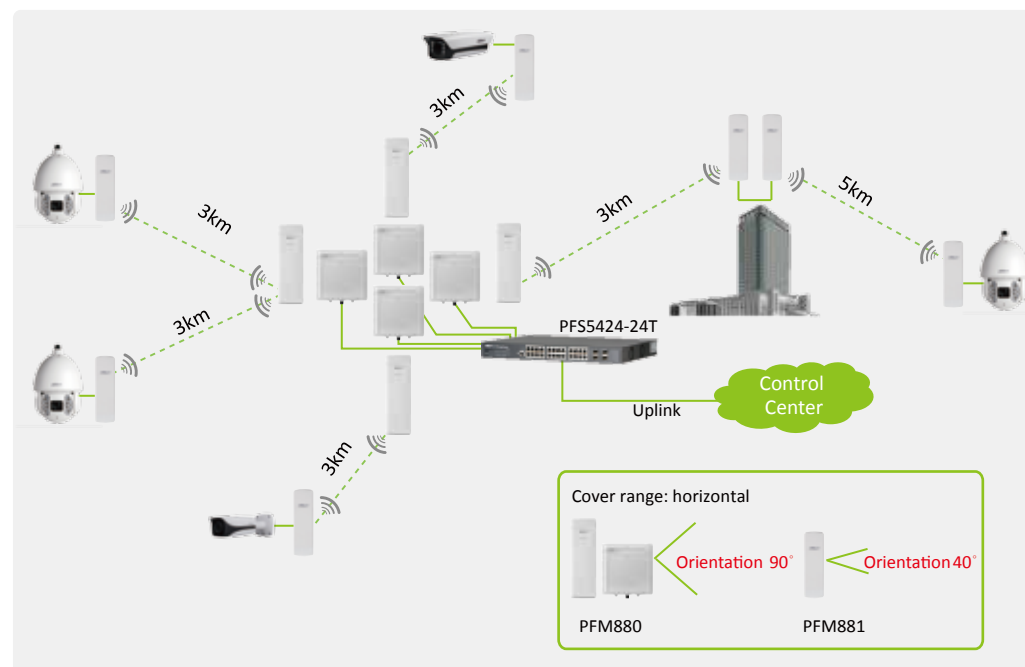 3km
3km
5km
3km
3km
PFS5424-24T
Control
Center
Uplink
3km
Cover range: horizontal
Orientation 90°
Orientation 40°
PFM880
PFM881